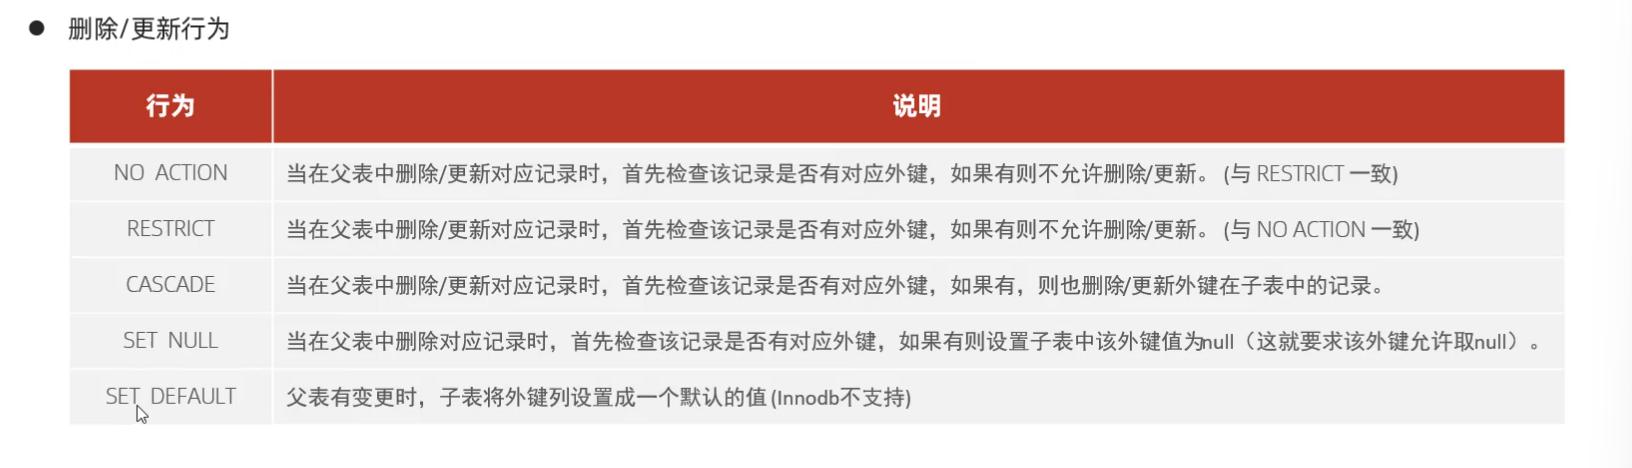 ● 删除/更新行为
行为 说明
NO ACTION 当在父表中删除/更新对应记录时，首先检查该记录是否有对应外键，如果有则不允许删除/更新。 (与 RESTRICT 一致)
RESTRICT 当在父表中删除/更新对应记录时，首先检查该记录是否有对应外键，如果有则不允许删除/更新。 (与 NO ACTION 一致)
CASCADE 当在父表中删除/更新对应记录时，首先检查该记录是否有对应外键，如果有，则也删除/更新外键在子表中的记录。
SET NULL 当在父表中删除对应记录时，首先检查该记录是否有对应外键，如果有则设置子表中该外键值为null（这就要求该外键允许取null）。
SET DEFAULT 父表有变更时，子表将外键列设置成一个默认的值 (Innodb不支持)